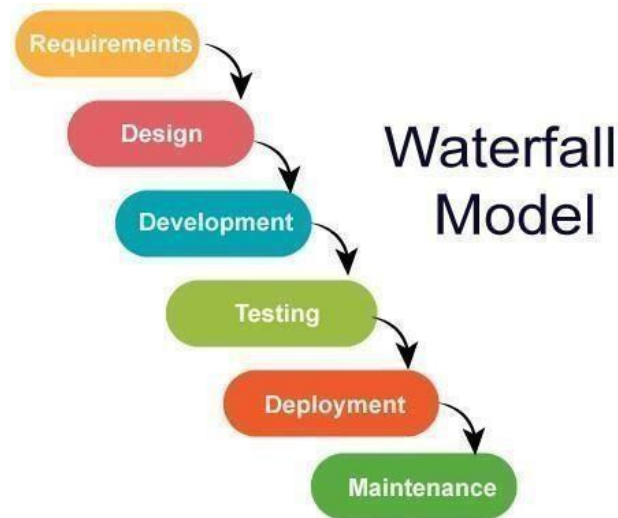 Requirements
Design
Waterfall
Model
Development
Testing
Deployment
Maintenance